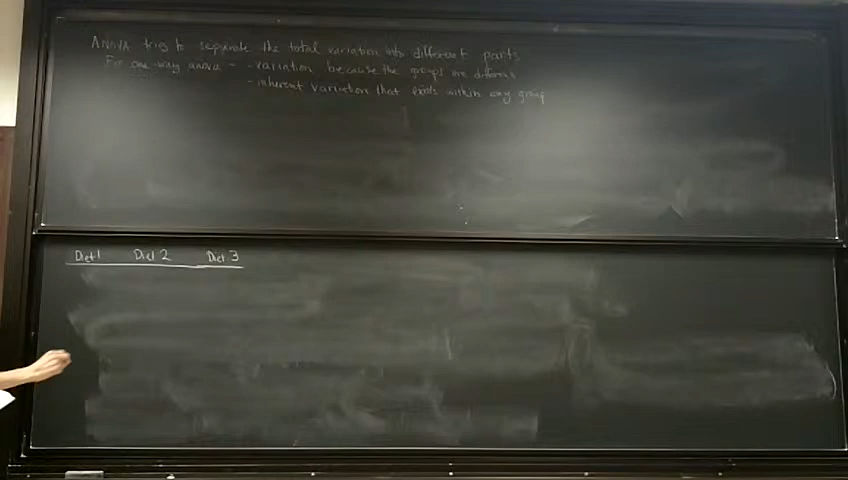 ANOVA tries to separate the total variation into different parts
For one-way anova - - variation because the groups are different
- inherent variation that exists within any group
Diet 1 Diet 2 Diet 3